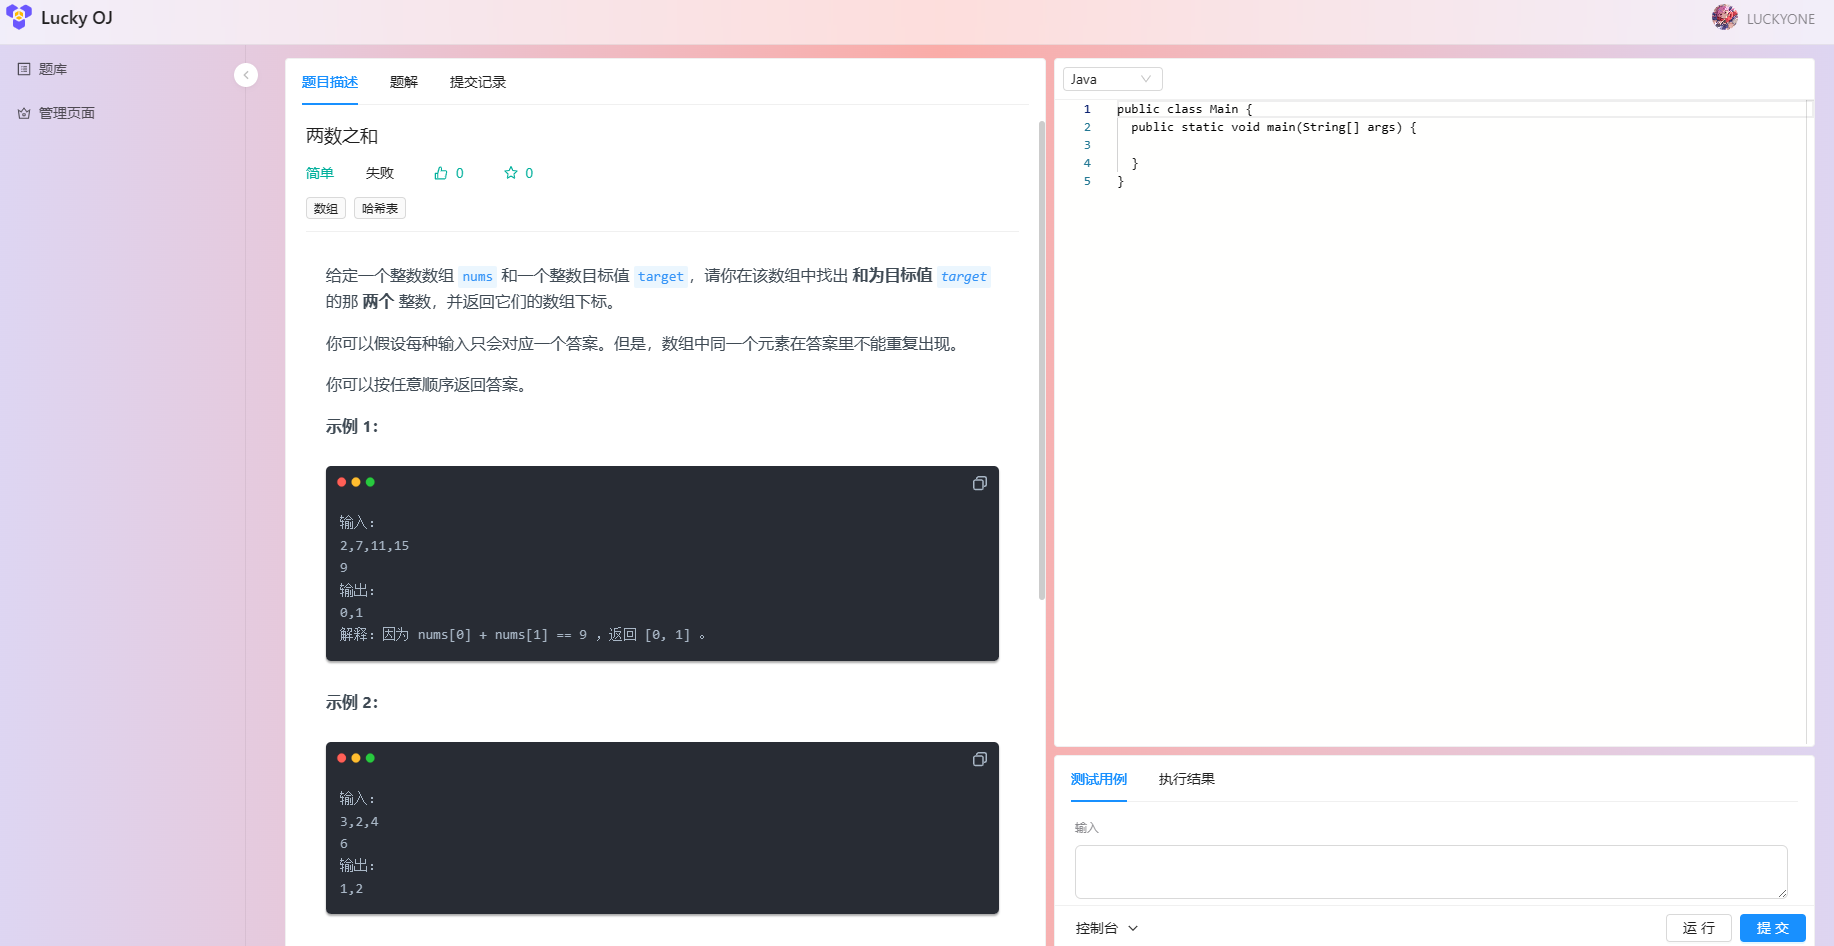 Lucky OJ
LUCKYONE
题库
管理页面
题目描述 题解 提交记录
两数之和
简单 失败 0 0
数组 哈希表
给定一个整数数组 nums 和一个整数目标值 target，请你在该数组中找出 和为目标值 target
的那 两个 整数，并返回它们的数组下标。
你可以假设每种输入只会对应一个答案。但是，数组中同一个元素在答案里不能重复出现。
你可以按任意顺序返回答案。
示例 1：
输入：
2,7,11,15
9
输出：
0,1
解释：因为 nums[0] + nums[1] == 9 ，返回 [0, 1] 。
示例 2：
输入：
3,2,4
6
输出：
1,2
Java
1 public class Main {
2 public static void main(String[] args) {
3
4 }
5 }
测试用例 执行结果
输入
控制台 运 行 提 交